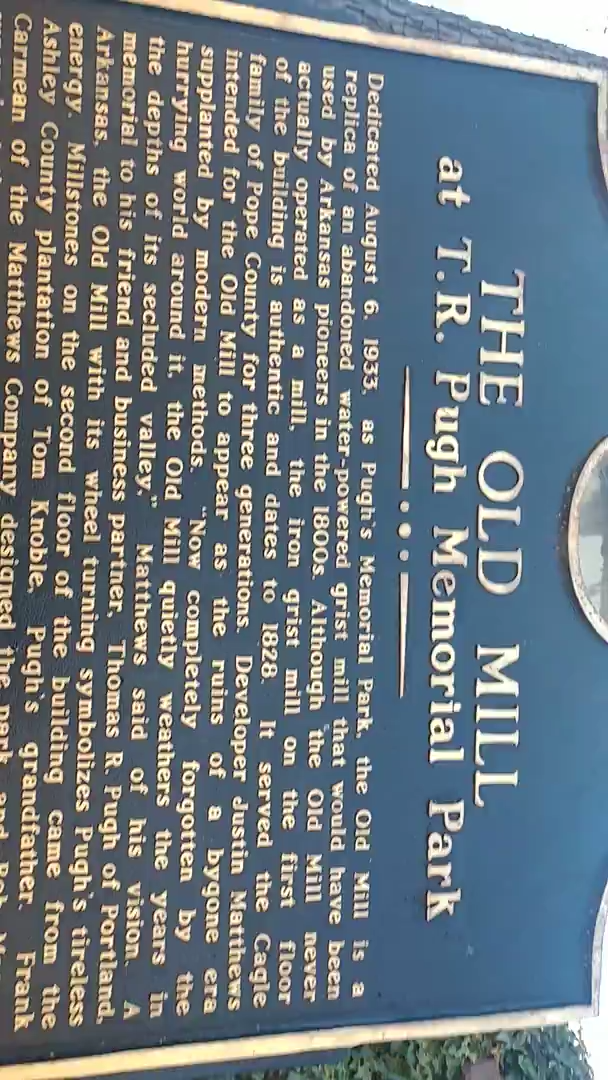 THE OLD MILL
at T.R. Pugh Memorial Park
Dedicated August 6, 1933, as Pugh's Memorial Park, the Old Mill is a
replica of an abandoned water-powered grist mill that would have been
used by Arkansas pioneers in the 1800s. Although the Old Mill never
actually operated as a mill, the iron grist mill on the first floor
of the building is authentic and dates to 1828. It served the Cagle
family of Pope County for three generations. Developer Justin Matthews
intended for the Old Mill to appear as the ruins of a bygone era
supplanted by modern methods. "Now completely forgotten by the
hurrying world around it, the Old Mill quietly weathers the years in
the depths of its secluded valley," Matthews said of his vision. A
memorial to his friend and business partner, Thomas R. Pugh of Portland,
Arkansas, the Old Mill with its wheel turning symbolizes Pugh's tireless
energy. Millstones on the second floor of the building came from the
Ashley County plantation of Tom Knoble, Pugh's grandfather. Frank
Carmean of the Matthews Company designed the park and